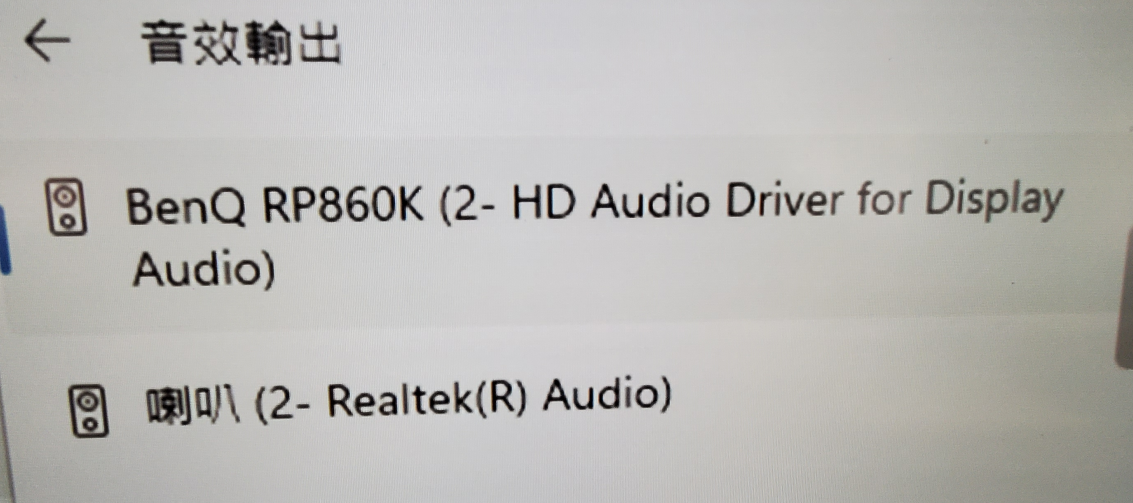 音效輸出
BenQ RP860K (2- HD Audio Driver for Display
Audio)
喇叭 (2- Realtek(R) Audio)